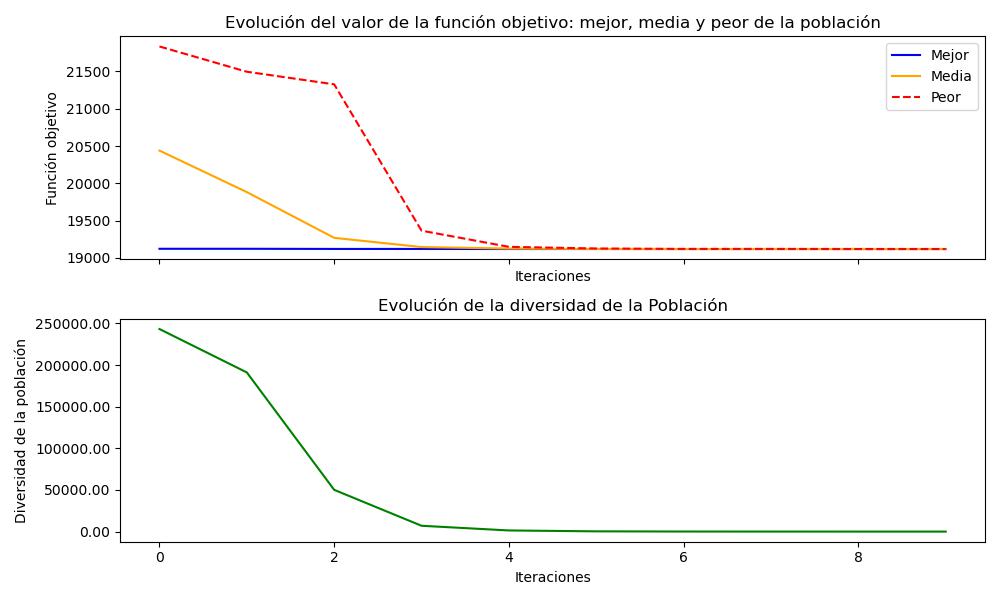 Evolución del valor de la función objetivo: mejor, media y peor de la población
Función objetivo
21500
21000
20500
20000
19500
19000
Mejor
Media
Peor
Iteraciones
Evolución de la diversidad de la Población
Diversidad de la población
250000.00
200000.00
150000.00
100000.00
50000.00
0.00
0 2 4 6 8
Iteraciones